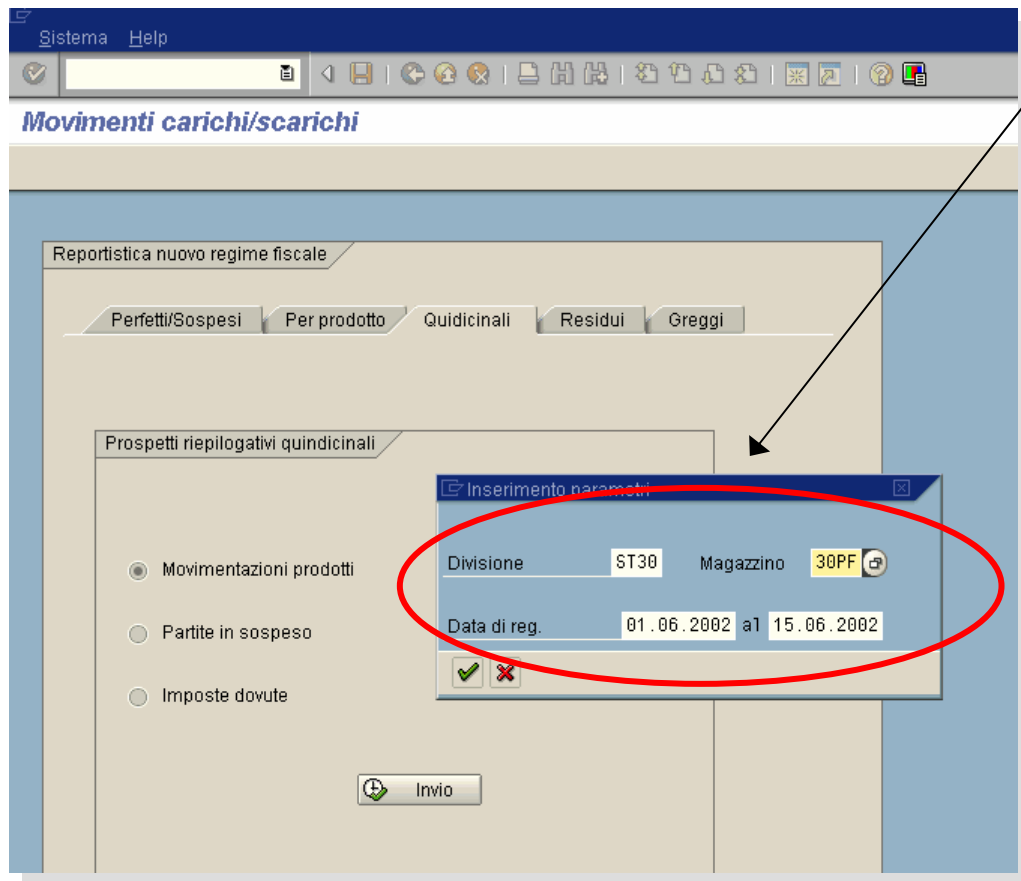 Sistema Help
Movimenti carichi/scarichi
Reportistica nuovo regime fiscale
Perfetti/Sospesi Per prodotto Quidicinali Residui Greggi
Prospetti riepilogativi quindicinali
Inserimento parametri
Divisione ST30 Magazzino 30PF
Movimentazioni prodotti
Data di reg. 01.06.2002 al 15.06.2002
Partite in sospeso
Imposte dovute
Invio